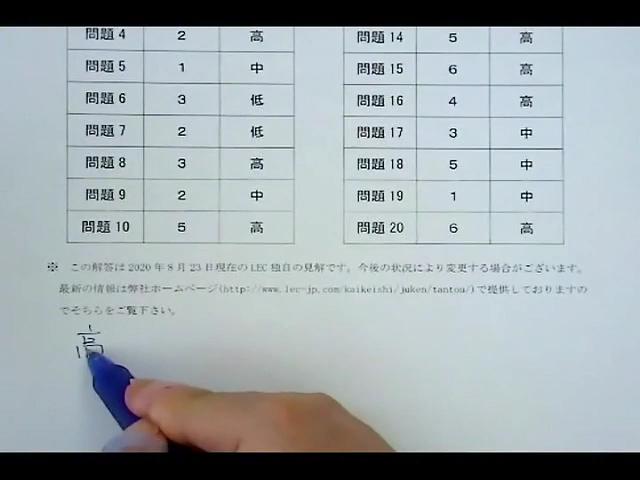 問題 4 2 高 問題 14 5 高
問題 5 1 中 問題 15 6 高
問題 6 3 低 問題 16 4 高
問題 7 2 低 問題 17 3 中
問題 8 3 高 問題 18 5 中
問題 9 2 中 問題 19 1 中
問題 10 5 高 問題 20 6 高
※ この解答は 2020 年 8 月 23 日現在の LEC 独自の見解です。今後の状況により変更する場合がございます。
最新の情報は弊社ホームページ(http://www.lec-jp.com/kaikeishi/juken/tantou/)で提供しておりますの
でそちらをご覧下さい。
高